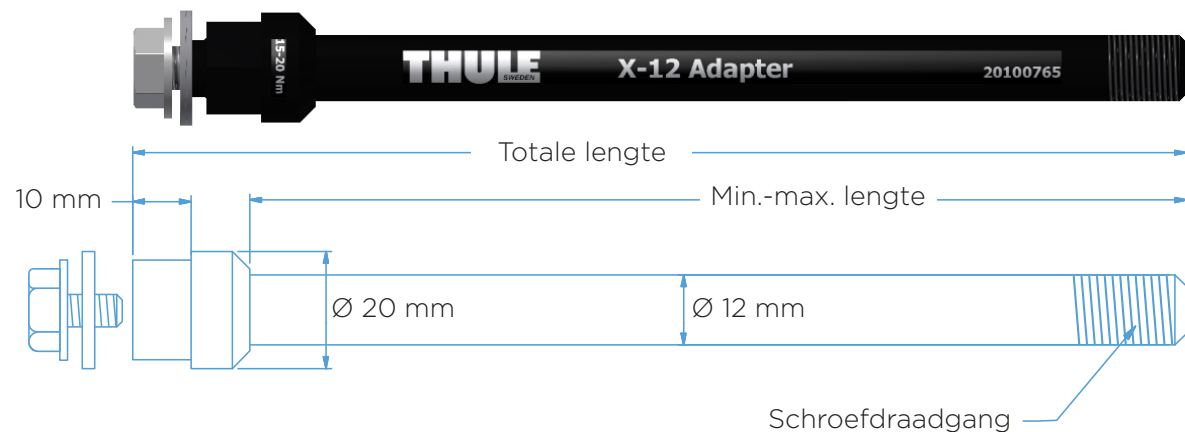 15-20 Nm
THULE
SWEDEN
X-12 Adapter
20100765
Totale lengte
10 mm
Min.-max. lengte
Ø 20 mm
Ø 12 mm
Schroefdraadgang